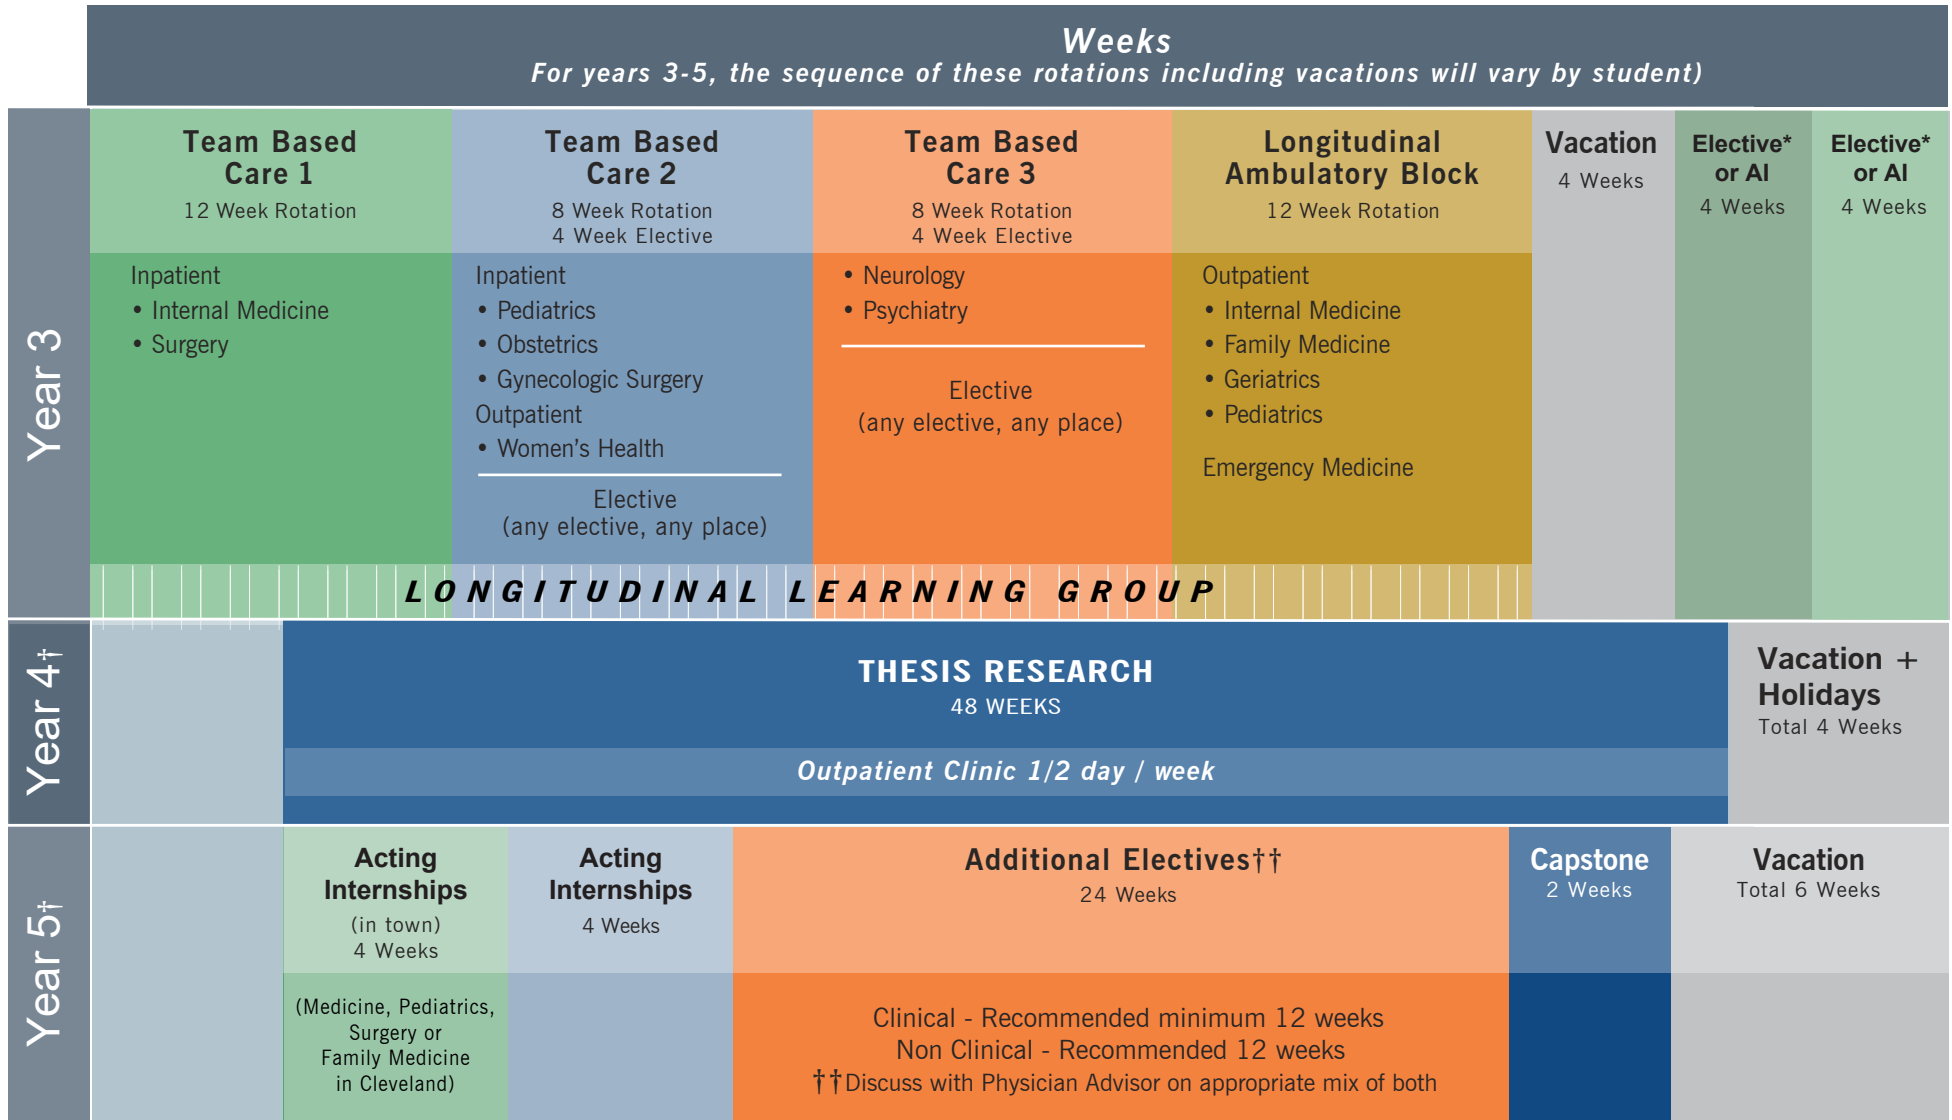 Weeks
For years 3-5, the sequence of these rotations including vacations will vary by student)
Year 3
Team Based
Care 1
12 Week Rotation
Inpatient
• Internal Medicine
• Surgery
Team Based
Care 2
8 Week Rotation
4 Week Elective
Inpatient
• Pediatrics
• Obstetrics
• Gynecologic Surgery
Outpatient
• Women's Health
Elective
(any elective, any place)
Team Based
Care 3
8 Week Rotation
4 Week Elective
• Neurology
• Psychiatry
Elective
(any elective, any place)
Longitudinal
Ambulatory Block
12 Week Rotation
Outpatient
• Internal Medicine
• Family Medicine
• Geriatrics
• Pediatrics
Emergency Medicine
Vacation
4 Weeks
Elective*
or AI
4 Weeks
Elective*
or AI
4 Weeks
LONGITUDINAL LEARNING GROUP
Year 4†
THESIS RESEARCH
48 WEEKS
Outpatient Clinic 1/2 day / week
Vacation +
Holidays
Total 4 Weeks
Year 5†
Acting
Internships
(in town)
4 Weeks
(Medicine, Pediatrics,
Surgery or
Family Medicine
in Cleveland)
Acting
Internships
4 Weeks
Additional Electives††
24 Weeks
Clinical - Recommended minimum 12 weeks
Non Clinical - Recommended 12 weeks
††Discuss with Physician Advisor on appropriate mix of both
Capstone
2 Weeks
Vacation
Total 6 Weeks